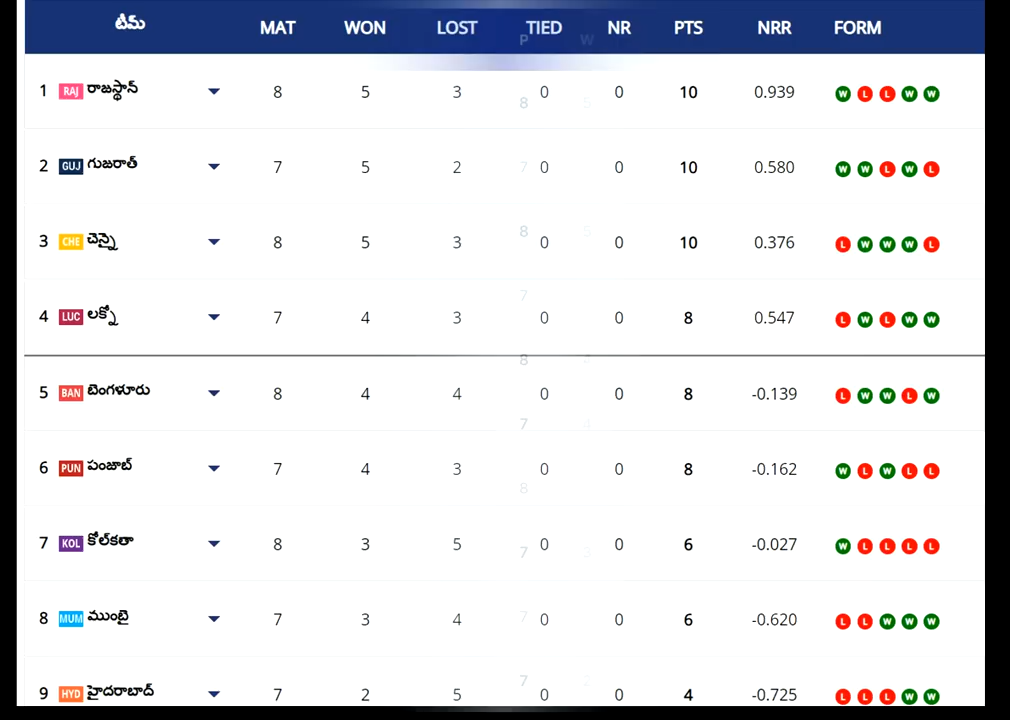 టీమ్ MAT WON LOST TIED NR PTS NRR FORM
1 RAJ రాజస్థాన్ 8 5 3 0 0 10 0.939 W L L W W
2 GUJ గుజరాత్ 7 5 2 0 0 10 0.580 W W L W L
3 CHE చెన్నై 8 5 3 0 0 10 0.376 L W W W L
4 LUC లక్నో 7 4 3 0 0 8 0.547 L W L W W
5 BAN బెంగళూరు 8 4 4 0 0 8 -0.139 L W W L W
6 PUN పంజాబ్ 7 4 3 0 0 8 -0.162 W L W L L
7 KOL కోల్‌కతా 8 3 5 0 0 6 -0.027 W L L L L
8 MUM ముంబై 7 3 4 0 0 6 -0.620 L L W W W
9 HYD హైదరాబాద్ 7 2 5 0 0 4 -0.725 L L L W W